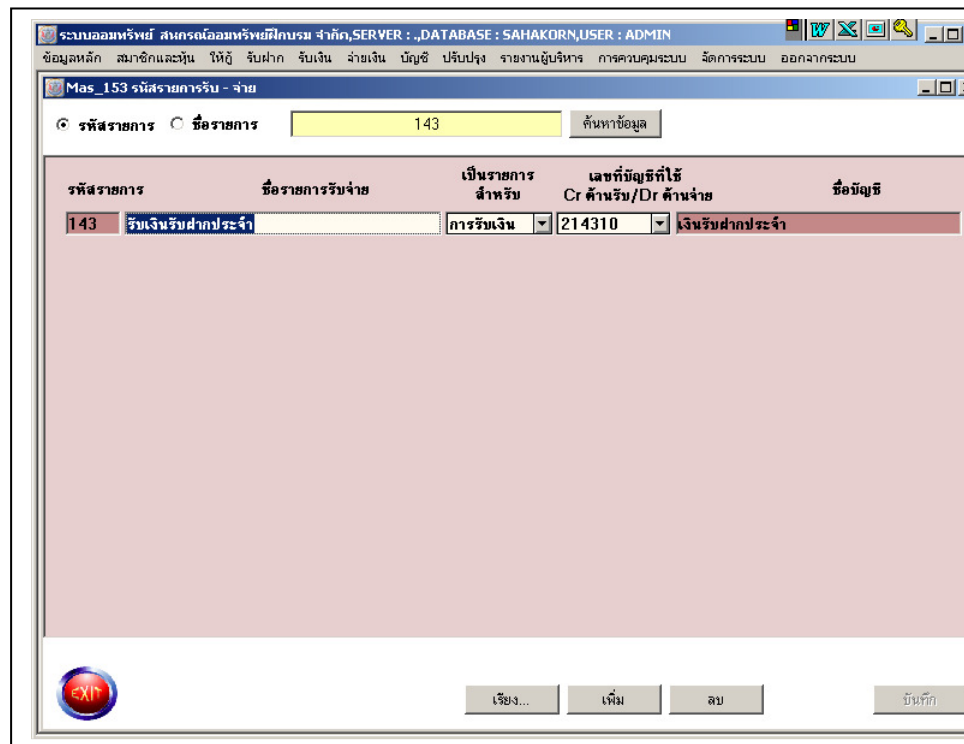 ระบบออมทรัพย์ สหกรณ์ออมทรัพย์ฝึกบรม จำกัด,SERVER : .,DATABASE : SAHAKORN,USER : ADMIN
ข้อมูลหลัก สมาชิกและหุ้น ให้กู้ รับฝาก รับเงิน จ่ายเงิน บัญชี ปรับปรุง รายงานผู้บริหาร การควบคุมระบบ จัดการระบบ ออกจากระบบ
Mas_153 รหัสรายการรับ - จ่าย
รหัสรายการ ชื่อรายการ 143 ค้นหาข้อมูล
รหัสรายการ ชื่อรายการรับจ่าย เป็นรายการ สำหรับ เลขที่บัญชีที่ใช้ Cr ด้านรับ/Dr ด้านจ่าย ชื่อบัญชี
143 รับเงินรับฝากประจำ การรับเงิน 214310 เงินรับฝากประจำ
EXIT เรียง... เพิ่ม ลบ บันทึก